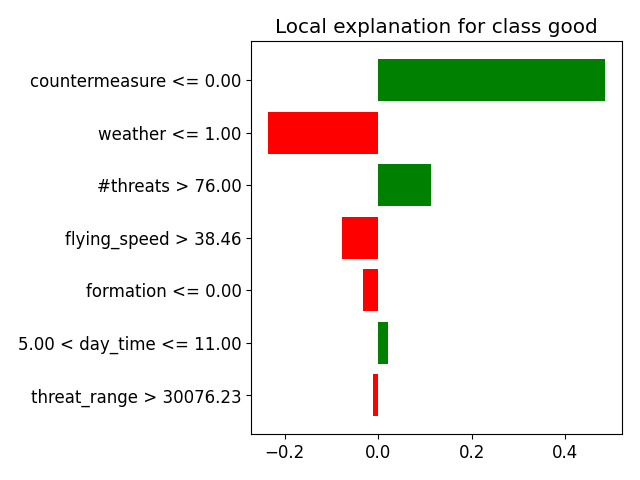 Local explanation for class good
countermeasure <= 0.00
weather <= 1.00
#threats > 76.00
flying_speed > 38.46
formation <= 0.00
5.00 < day_time <= 11.00
threat_range > 30076.23
−0.2 0.0 0.2 0.4